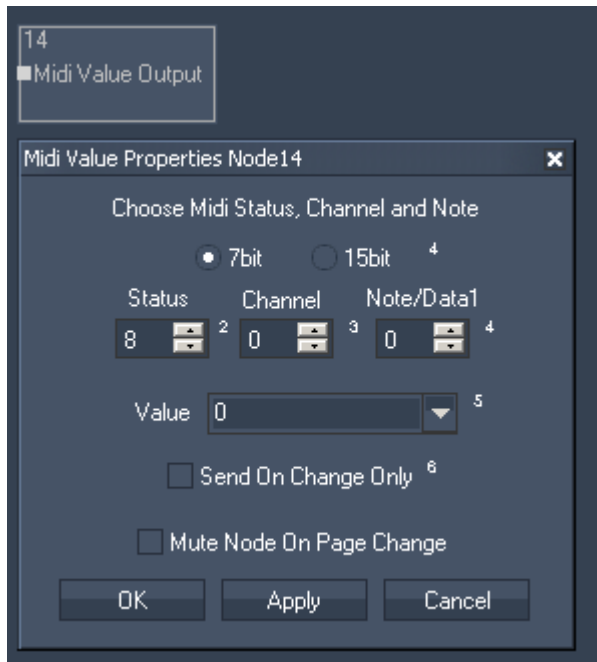 14
Midi Value Output
Midi Value Properties Node14
Choose Midi Status, Channel and Note
7bit 15bit 4
Status Channel Note/Data1
8 2 0 3 0 4
Value 0 5
Send On Change Only 6
Mute Node On Page Change
OK Apply Cancel